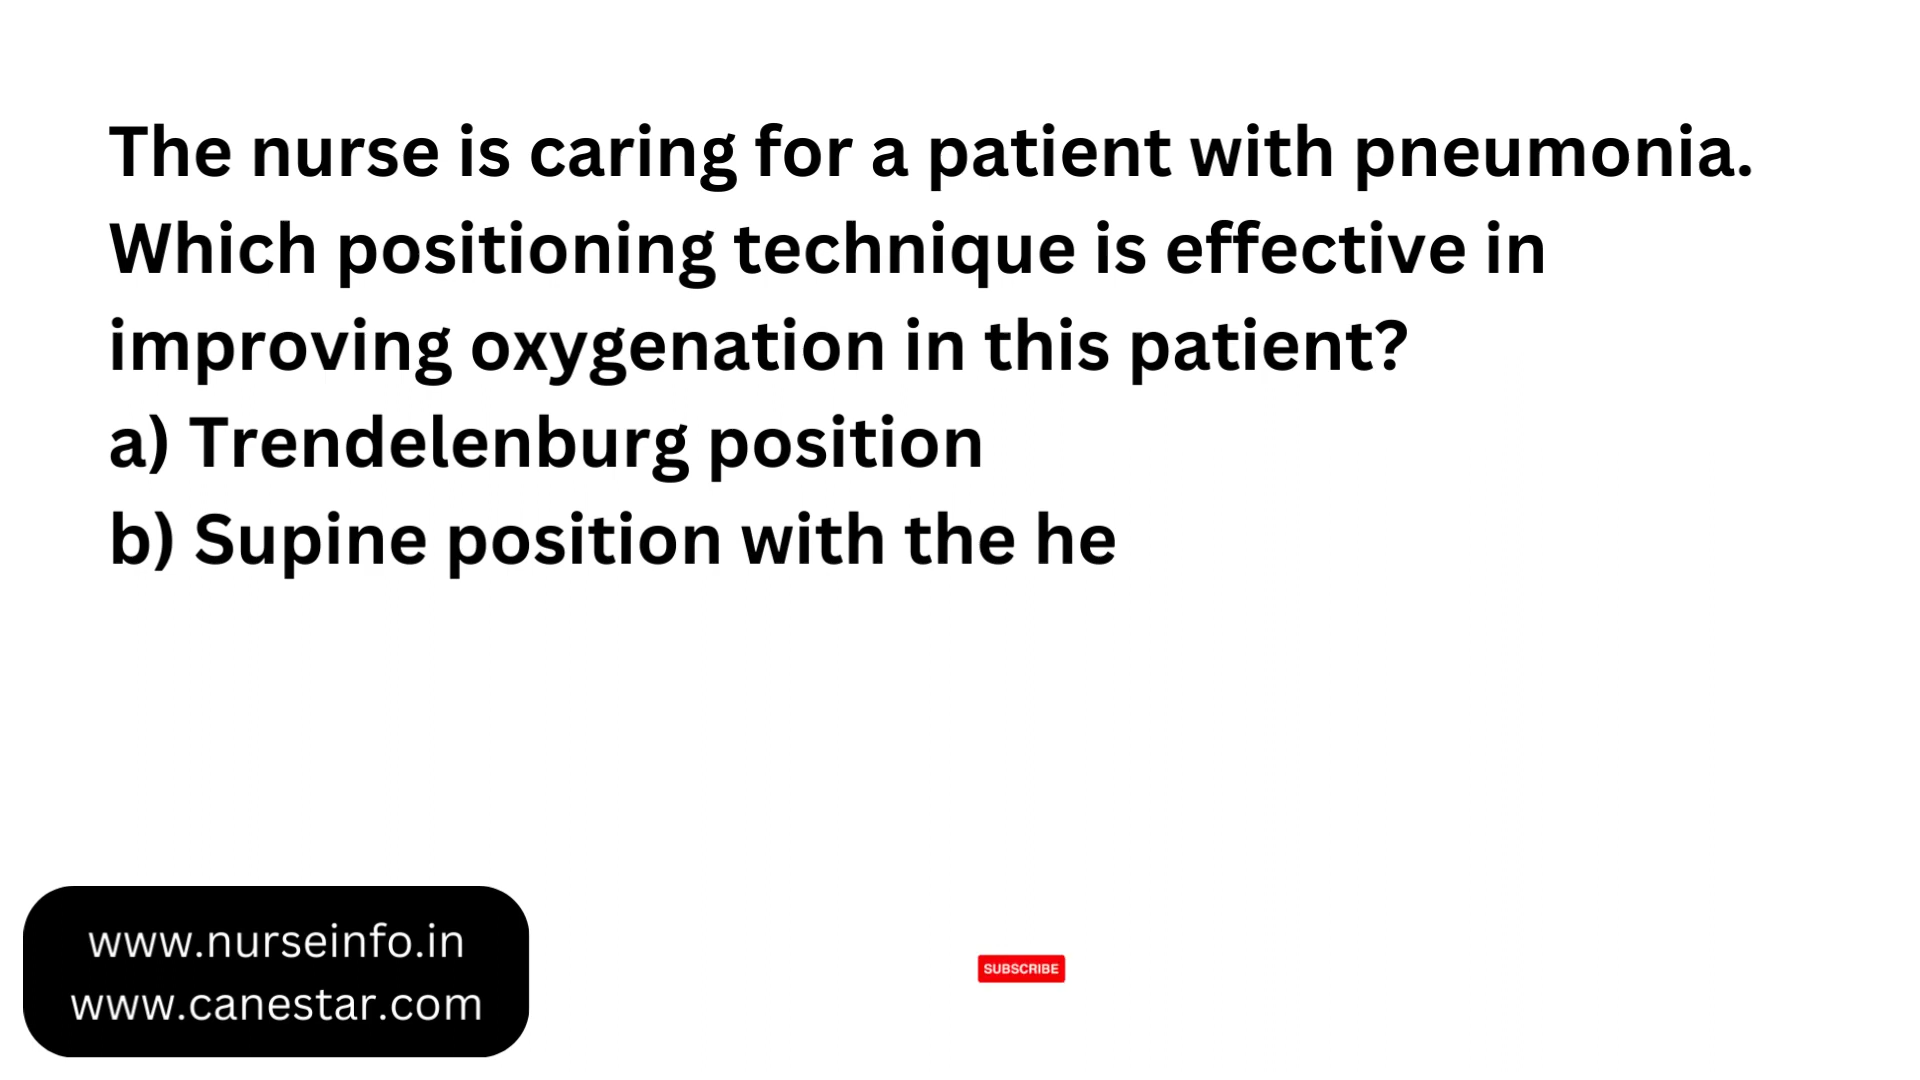 The nurse is caring for a patient with pneumonia.
Which positioning technique is effective in
improving oxygenation in this patient?
a) Trendelenburg position
b) Supine position with the he
www.nurseinfo.in
www.canestar.com
SUBSCRIBE